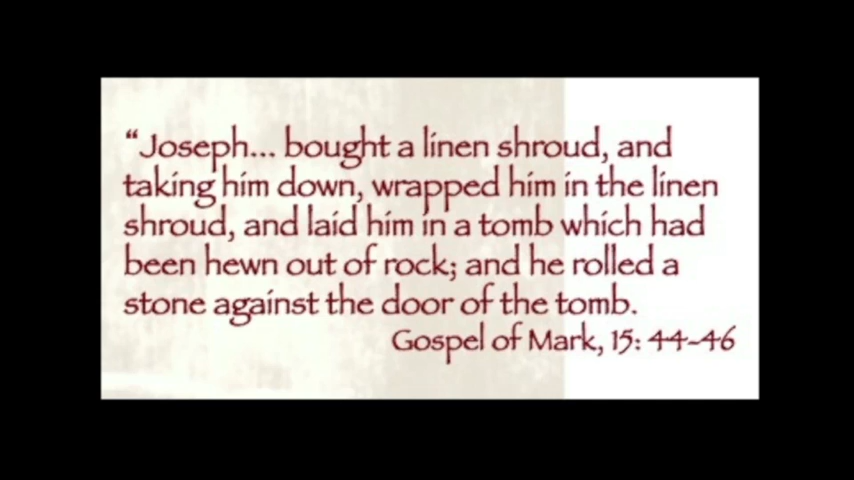 “Joseph... bought a linen shroud, and
taking him down, wrapped him in the linen
shroud, and laid him in a tomb which had
been hewn out of rock; and he rolled a
stone against the door of the tomb.
Gospel of Mark, 15: 44-46